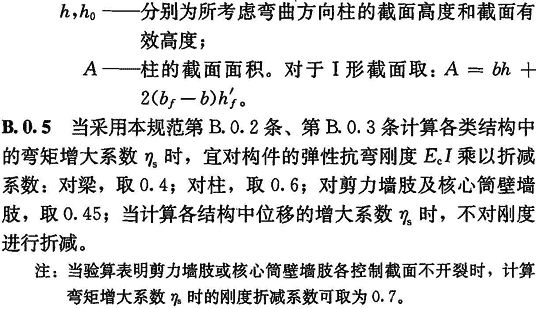 h,h₀ ——分别为所考虑弯曲方向柱的截面高度和截面有
效高度；
A——柱的截面面积。对于 I 形截面取：A = bh +
2(b_f − b)h′_f。
B.0.5 当采用本规范第 B.0.2 条、第 B.0.3 条计算各类结构中
的弯矩增大系数 ηₛ 时，宜对构件的弹性抗弯刚度 E_cI 乘以折减
系数：对梁，取 0.4；对柱，取 0.6；对剪力墙肢及核心筒壁墙
肢，取 0.45；当计算各结构中位移的增大系数 ηₛ 时，不对刚度
进行折减。
注：当验算表明剪力墙肢或核心筒壁墙肢各控制截面不开裂时，计算
弯矩增大系数 ηₛ 时的刚度折减系数可取为 0.7。